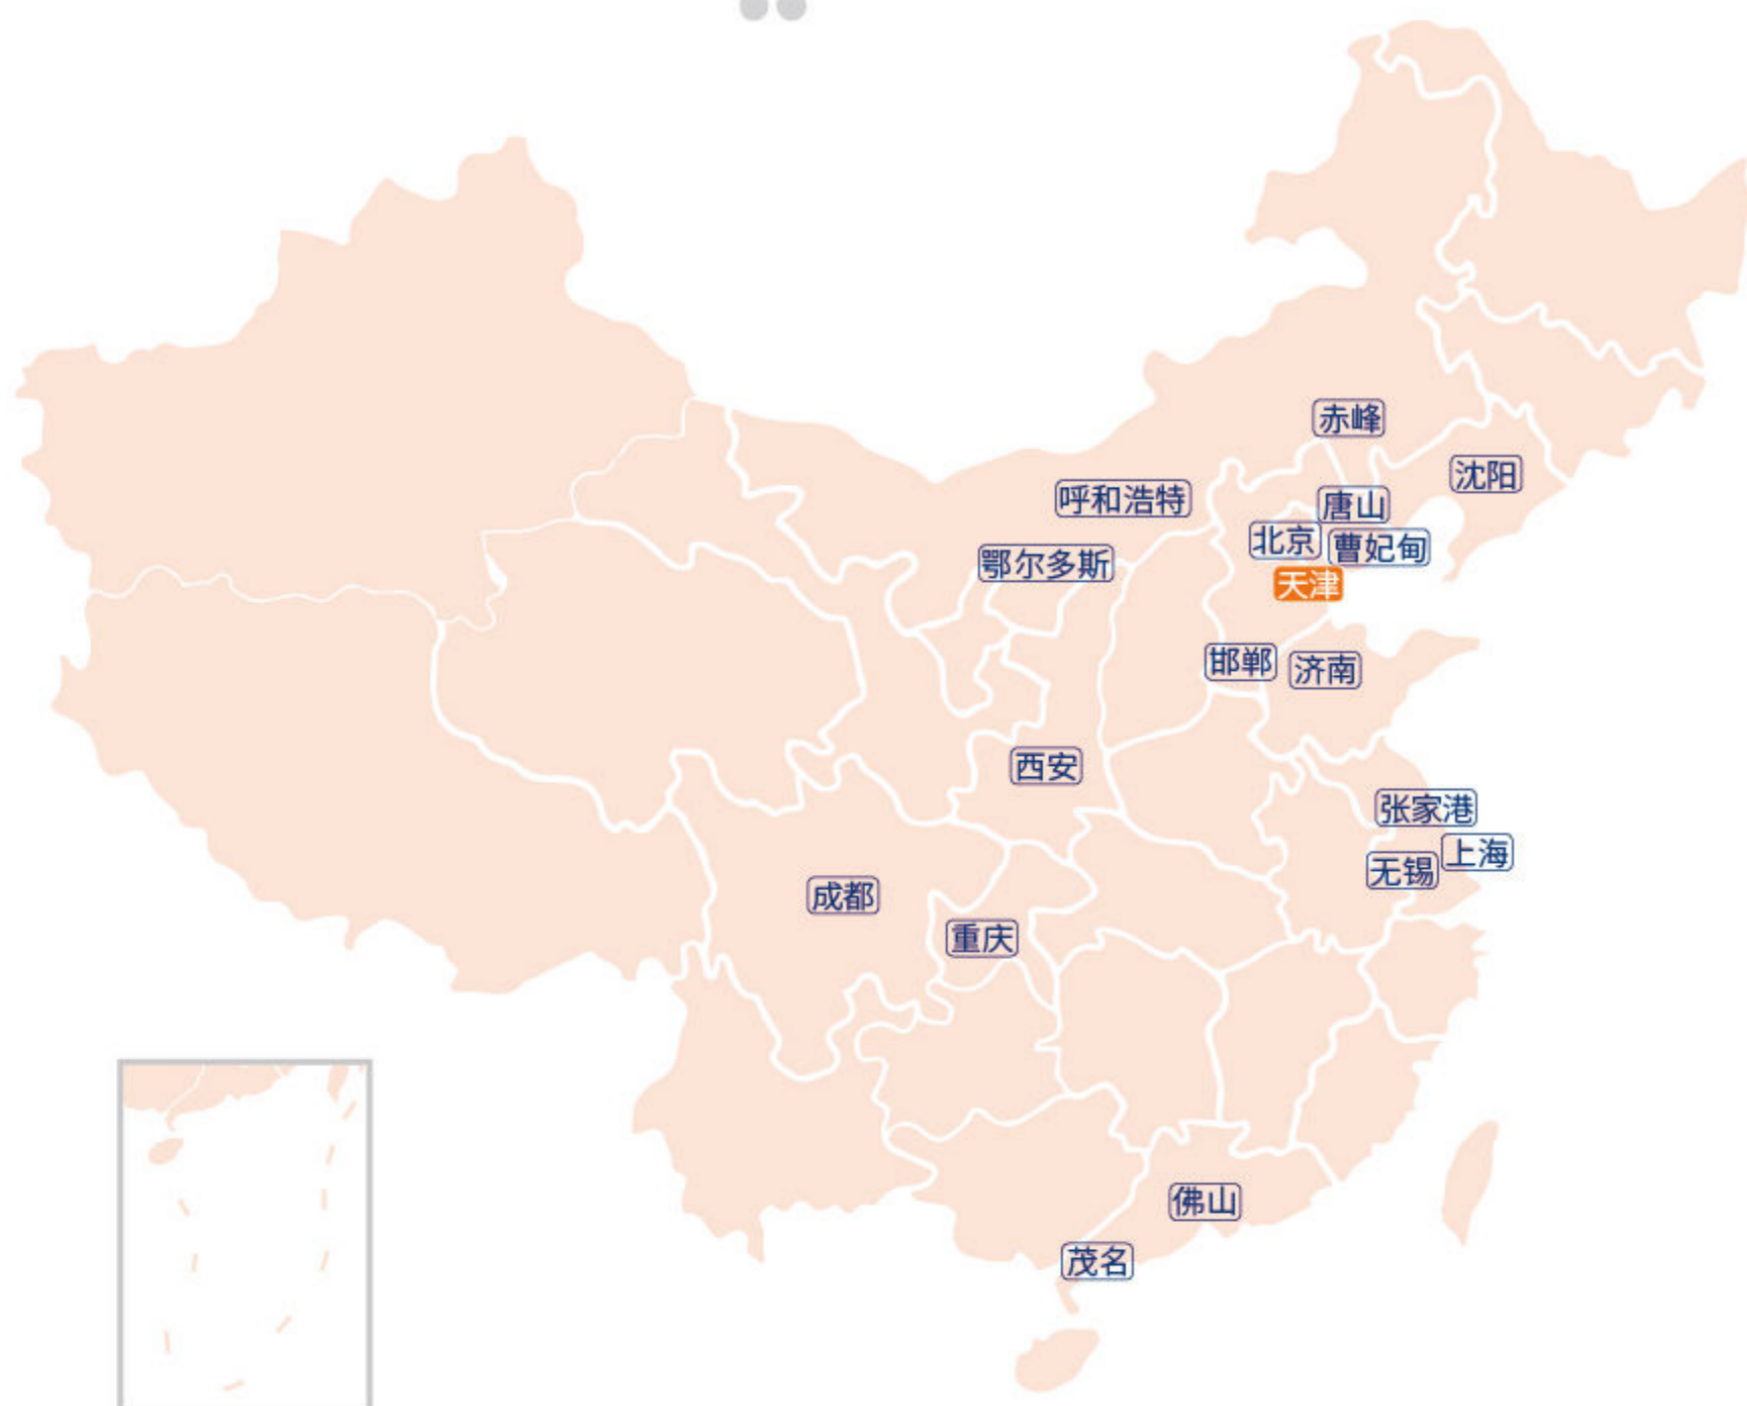 赤峰
沈阳
呼和浩特
唐山
北京
曹妃甸
鄂尔多斯
天津
邯郸
济南
西安
张家港
上海
无锡
成都
重庆
佛山
茂名